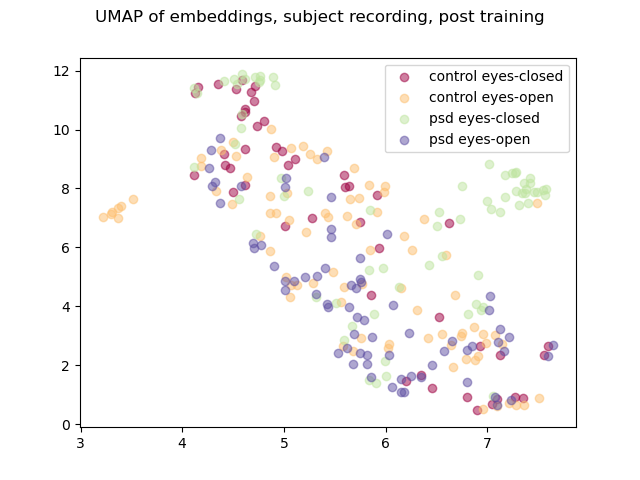 UMAP of embeddings, subject recording, post training
control eyes-closed
control eyes-open
psd eyes-closed
psd eyes-open
12
10
8
6
4
2
0
3 4 5 6 7